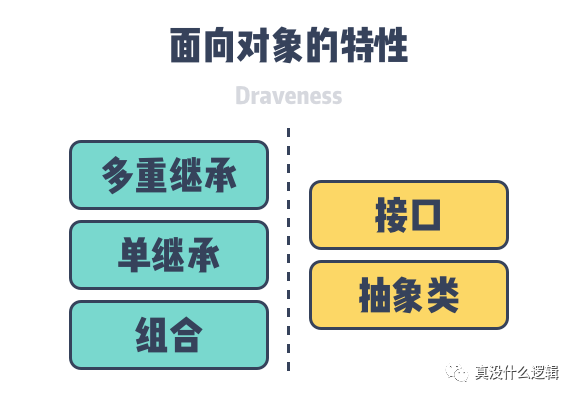 面向对象的特性
Draveness
多重继承
单继承
组合
接口
抽象类
真没什么逻辑